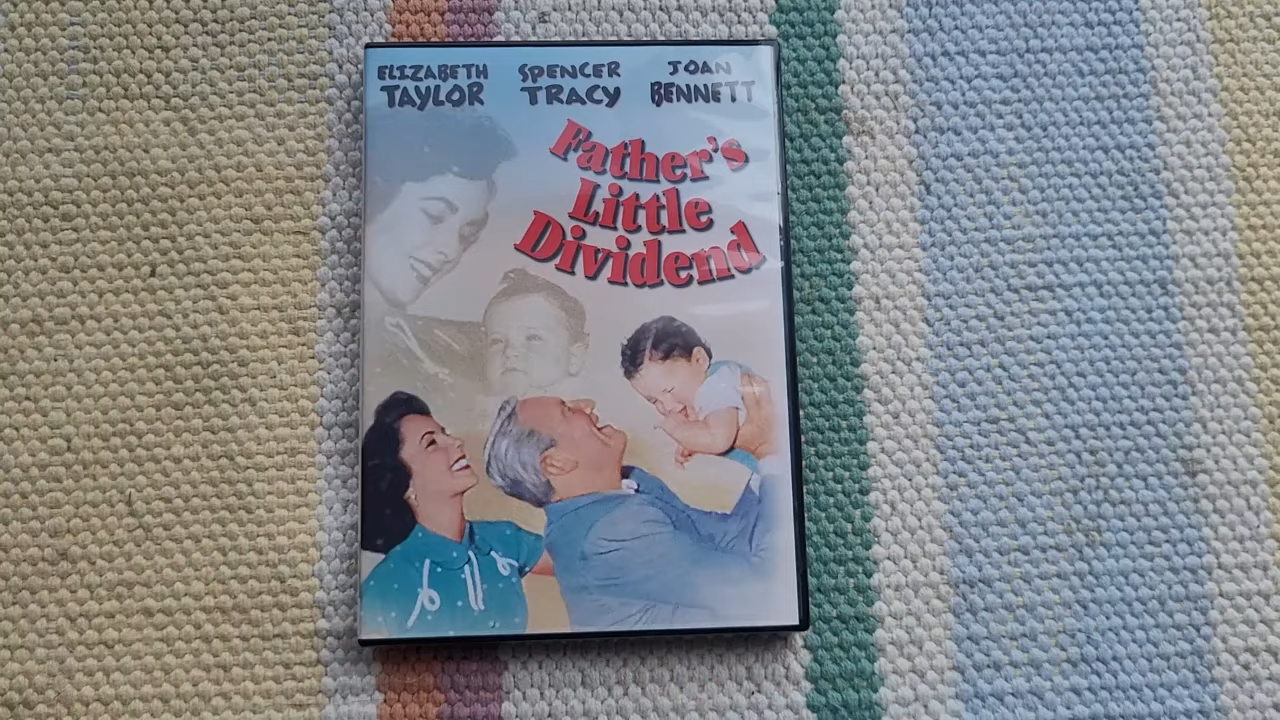 ELIZABETH TAYLOR
SPENCER TRACY
JOAN BENNETT
Father's
Little
Dividend